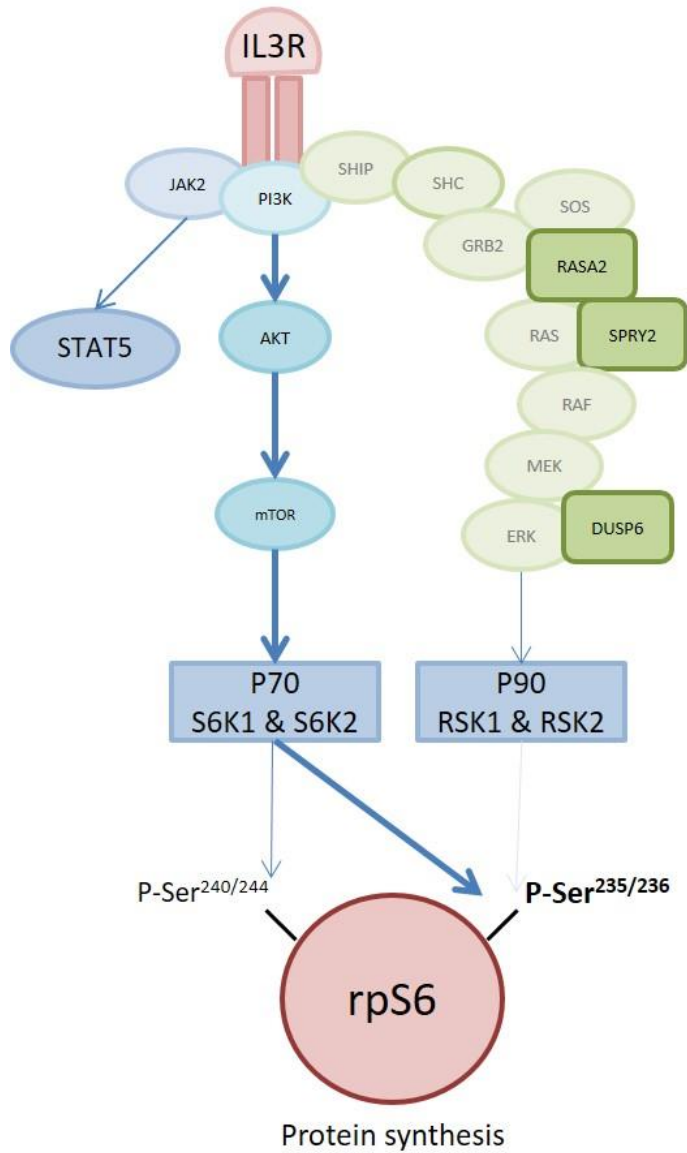 IL3R
JAK2
PI3K
SHIP
SHC
SOS
GRB2
RASA2
STAT5
AKT
RAS
SPRY2
RAF
MEK
mTOR
ERK
DUSP6
P70
S6K1 & S6K2
P90
RSK1 & RSK2
P-Ser²⁴⁰/²⁴⁴
P-Ser²³⁵/²³⁶
rpS6
Protein synthesis